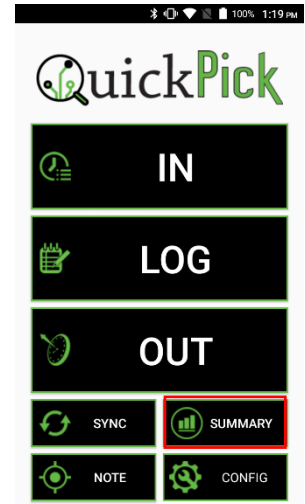 100% 1:19 PM
QuickPick
IN
LOG
OUT
SYNC
SUMMARY
NOTE
CONFIG